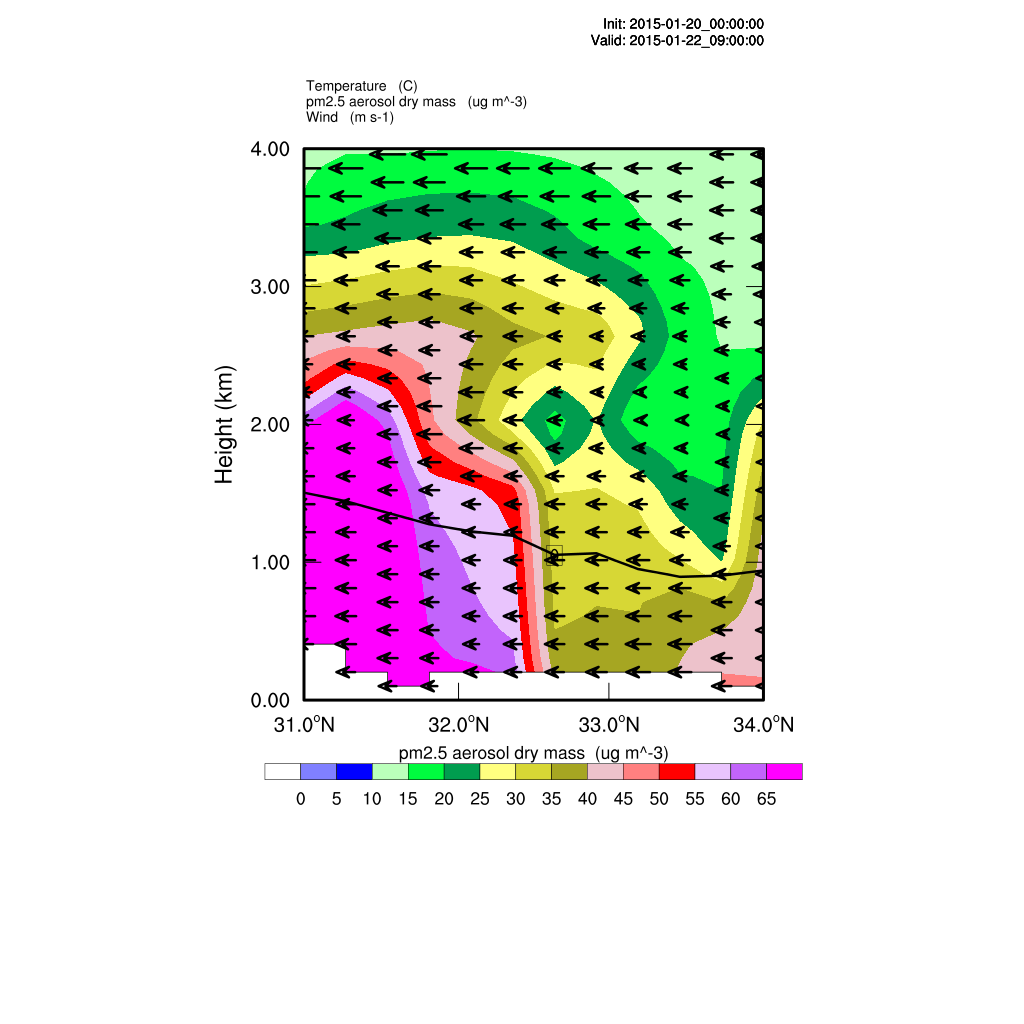 Init: 2015-01-20_00:00:00
Valid: 2015-01-22_09:00:00
Temperature (C)
pm2.5 aerosol dry mass (ug m^-3)
Wind (m s-1)
4.00
3.00
2.00
1.00
0.00
Height (km)
0
31.0°N 32.0°N 33.0°N 34.0°N
pm2.5 aerosol dry mass (ug m^-3)
0 5 10 15 20 25 30 35 40 45 50 55 60 65